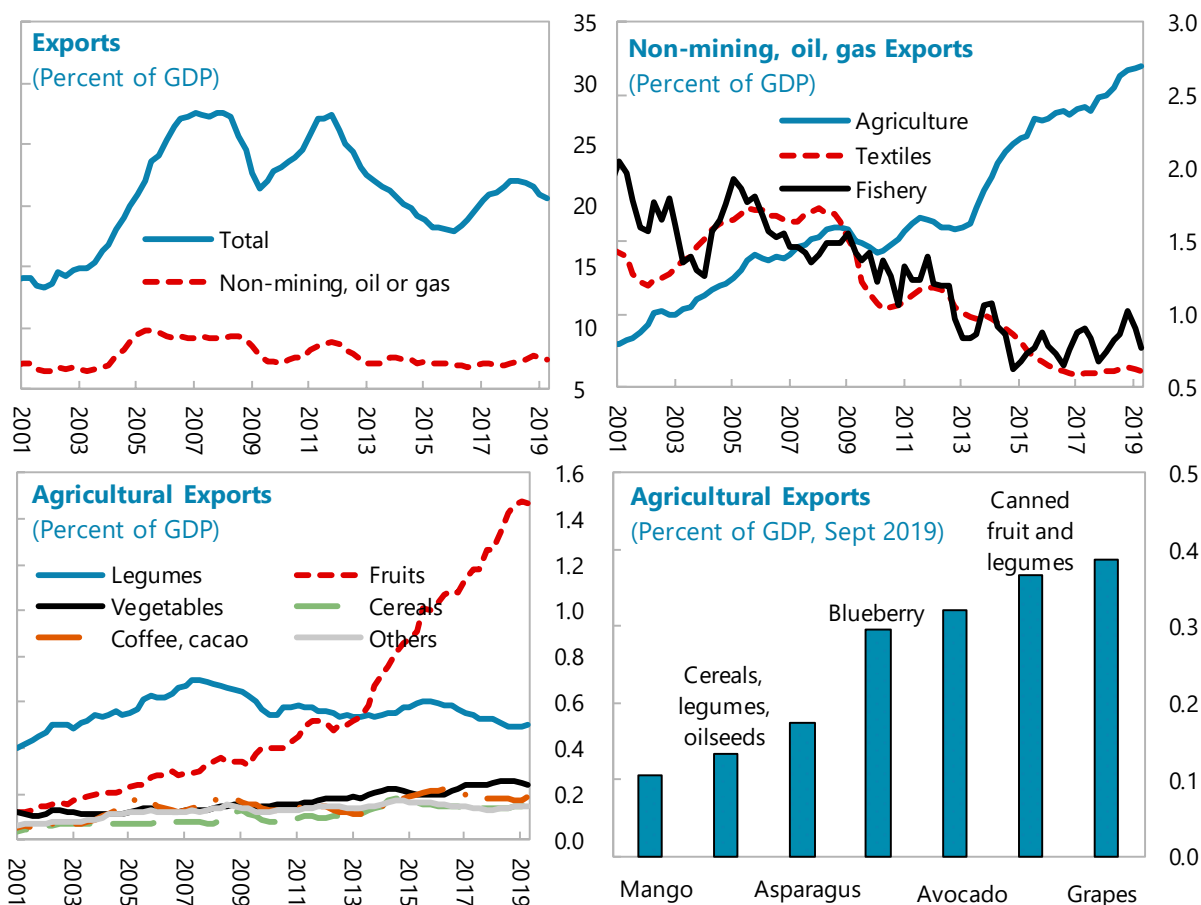 Exports
(Percent of GDP)
Total
Non-mining, oil or gas
35
30
25
20
15
10
5
2001
2003
2005
2007
2009
2011
2013
2015
2017
2019
Non-mining, oil, gas Exports
(Percent of GDP)
Agriculture
Textiles
Fishery
3.0
2.5
2.0
1.5
1.0
0.5
2001
2003
2005
2007
2009
2011
2013
2015
2017
2019
Agricultural Exports
(Percent of GDP)
Legumes
Fruits
Vegetables
Cereals
Coffee, cacao
Others
1.6
1.4
1.2
1.0
0.8
0.6
0.4
0.2
0.0
2001
2003
2005
2007
2009
2011
2013
2015
2017
2019
Agricultural Exports
(Percent of GDP, Sept 2019)
Canned
fruit and
legumes
Blueberry
Cereals,
legumes,
oilseeds
0.5
0.4
0.3
0.2
0.1
0.0
Mango
Asparagus
Avocado
Grapes